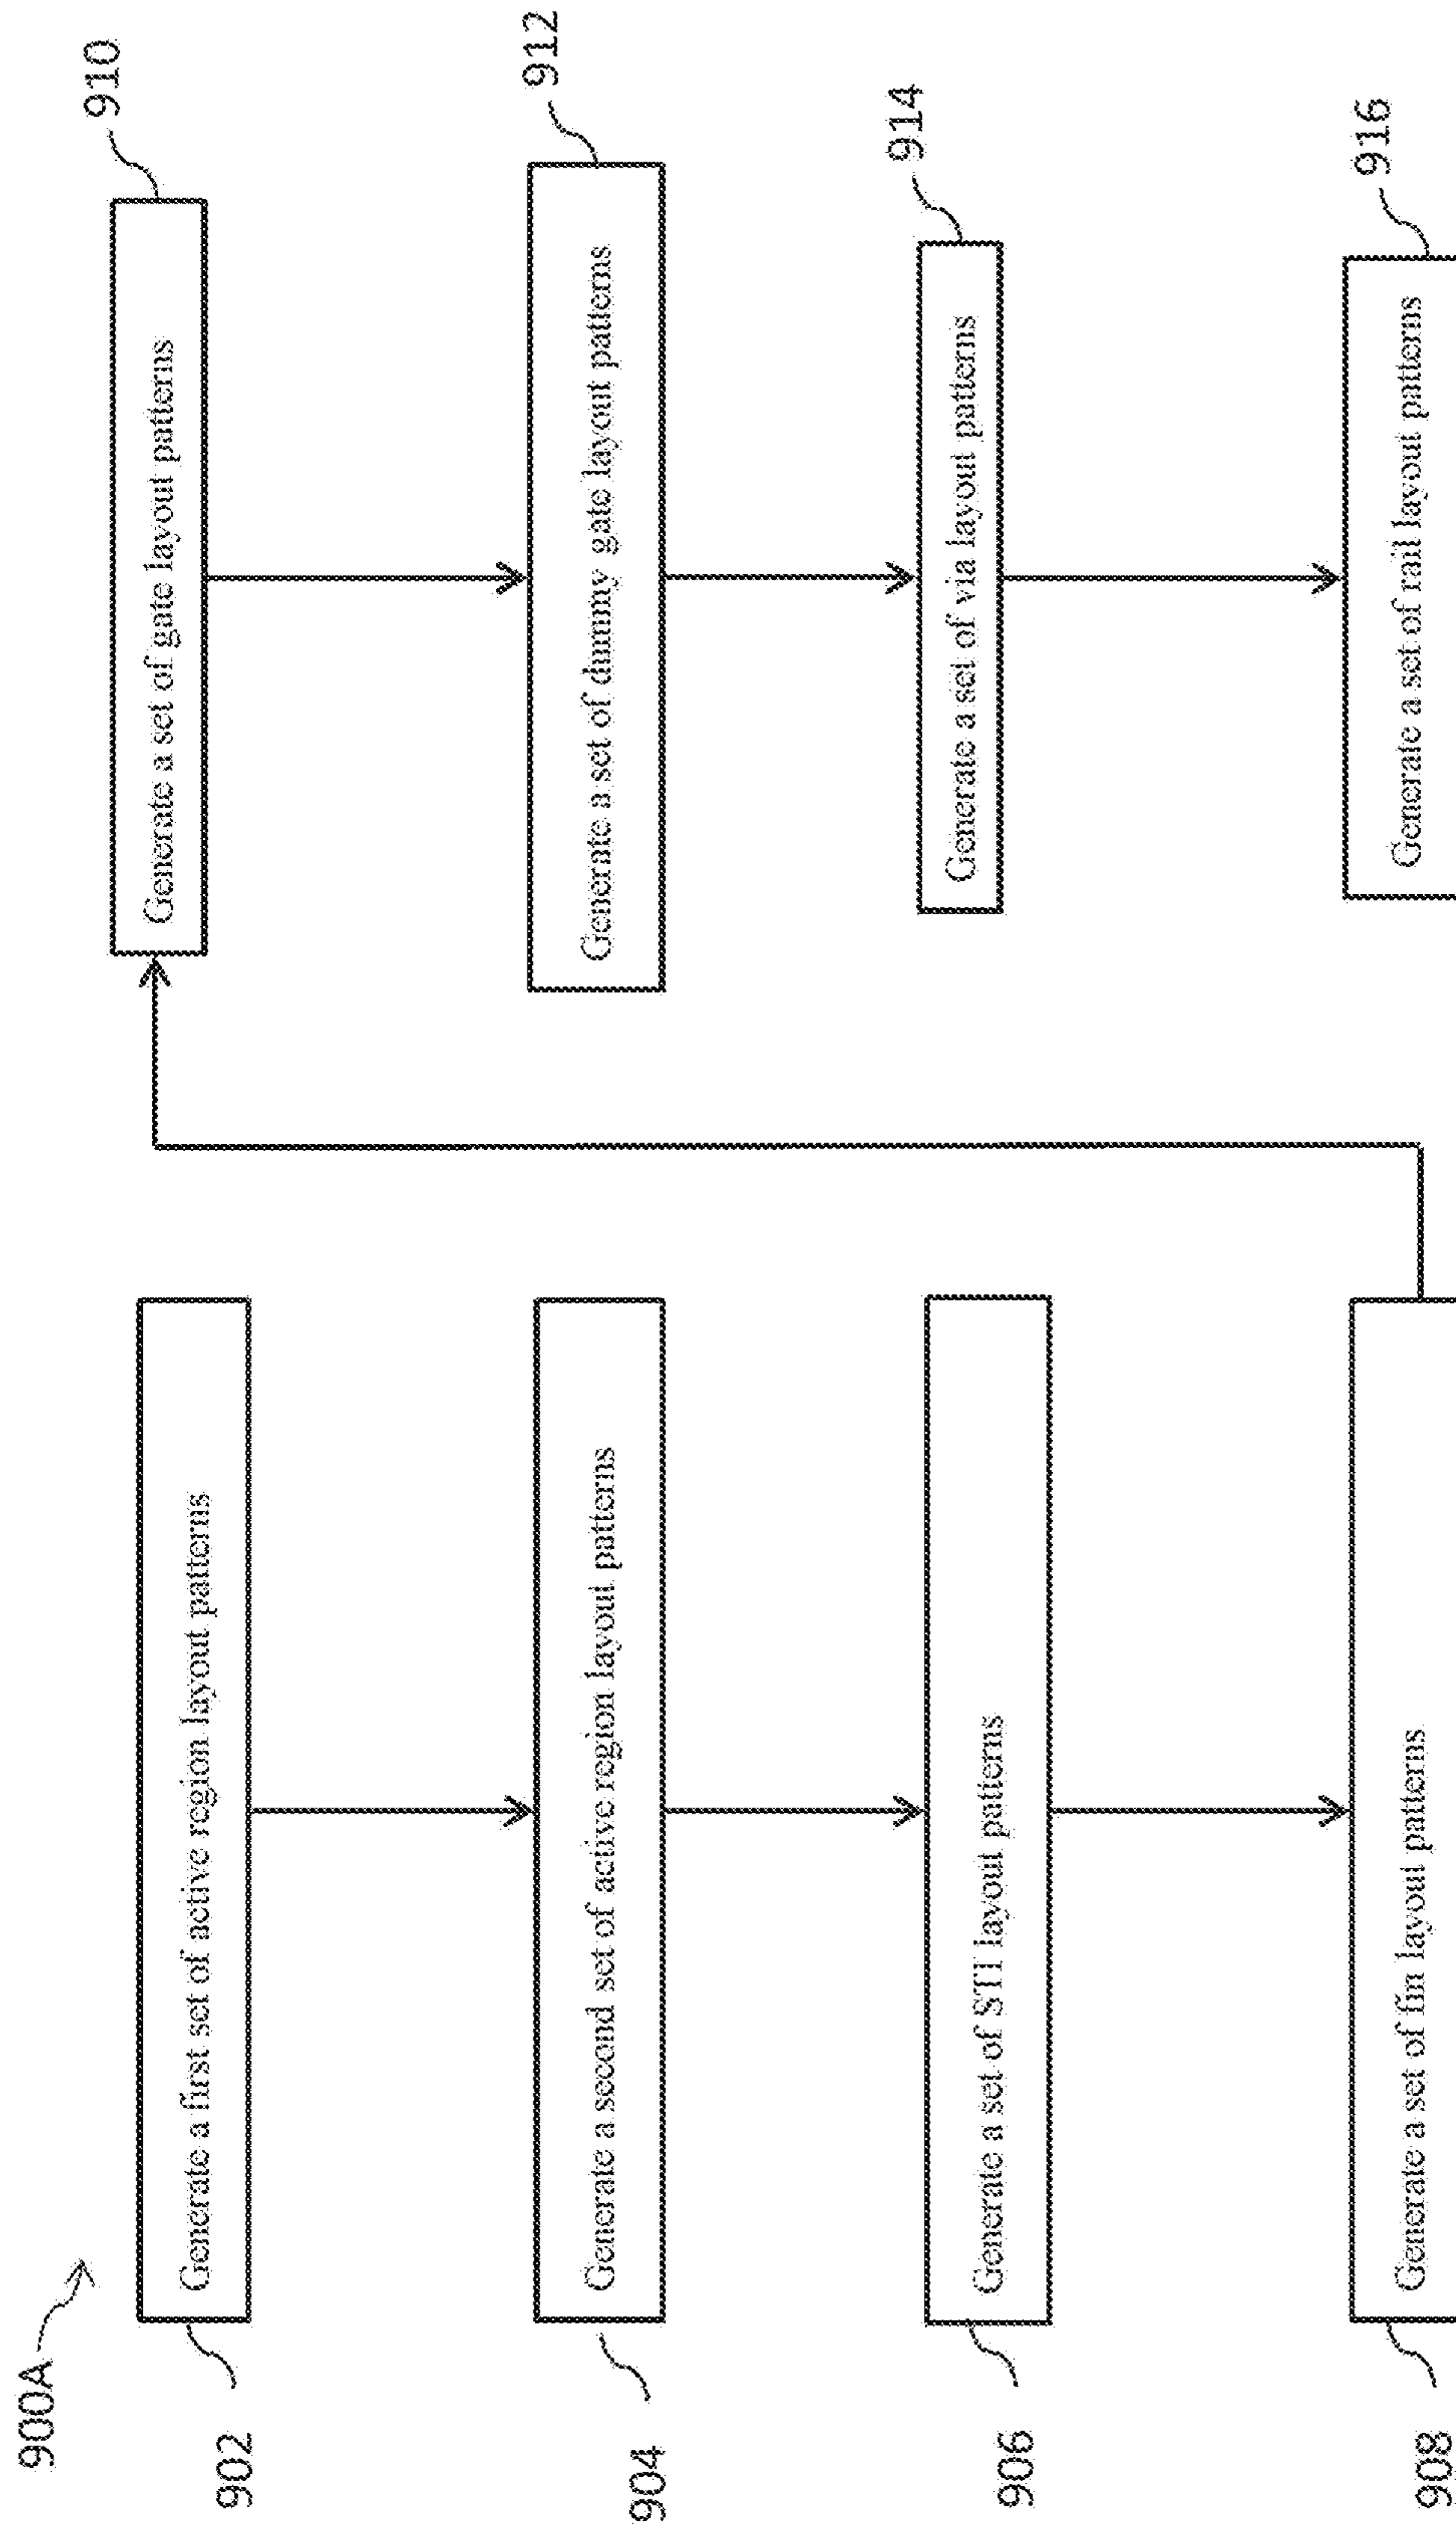 900A
902
Generate a first set of active region layout patterns
904
Generate a second set of active region layout patterns
906
Generate a set of STI layout patterns
908
Generate a set of fin layout patterns
910
Generate a set of gate layout patterns
912
Generate a set of dummy gate layout patterns
914
Generate a set of via layout patterns
916
Generate a set of rail layout patterns